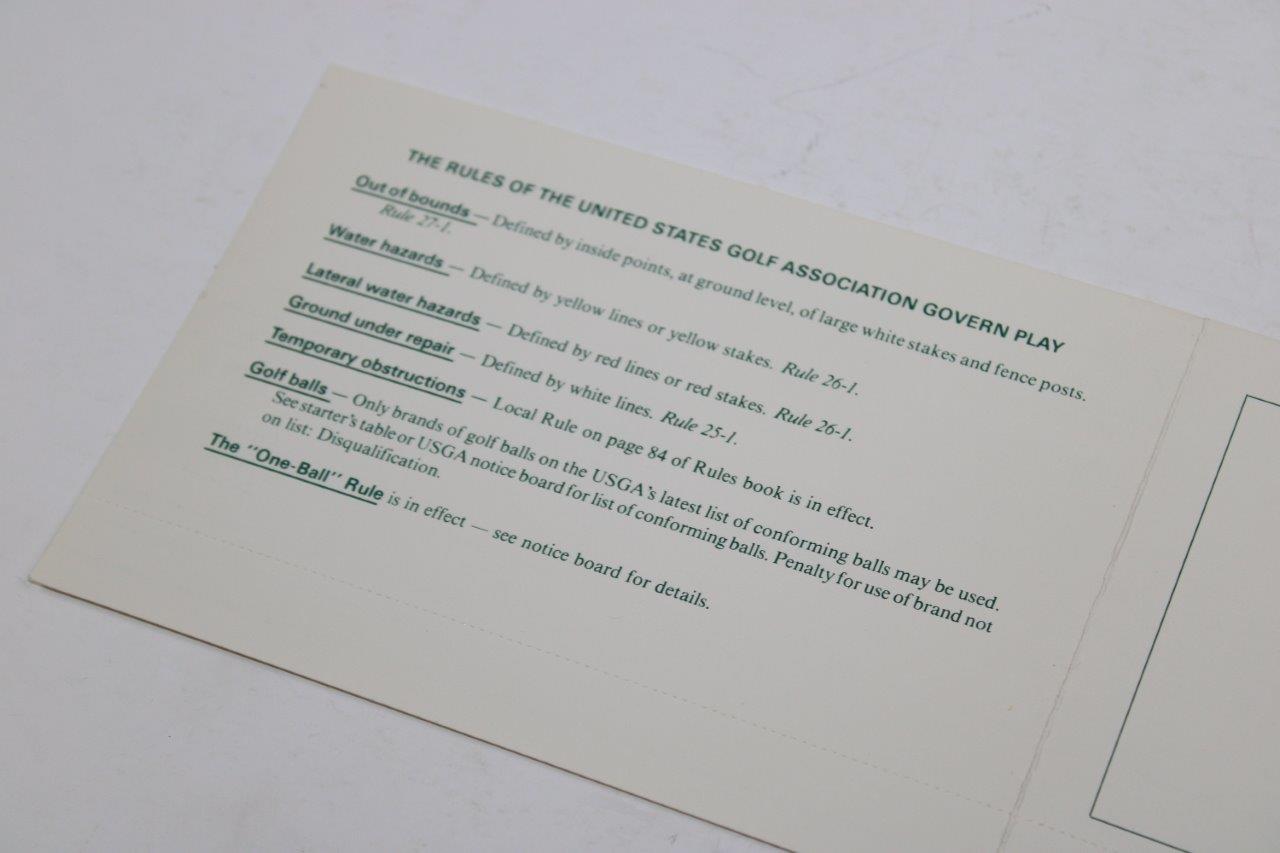 THE RULES OF THE UNITED STATES GOLF ASSOCIATION GOVERN PLAY
Out of bounds — Defined by inside points, at ground level, of large white stakes and fence posts.
Rule 27-1.
Water hazards — Defined by yellow lines or yellow stakes. Rule 26-1.
Lateral water hazards — Defined by red lines or red stakes. Rule 26-1.
Ground under repair — Defined by white lines. Rule 25-1.
Temporary obstructions — Local Rule on page 84 of Rules book is in effect.
Golf balls — Only brands of golf balls on the USGA's latest list of conforming balls may be used.
See starter's table or USGA notice board for list of conforming balls. Penalty for use of brand not
on list: Disqualification.
The "One-Ball" Rule is in effect — see notice board for details.